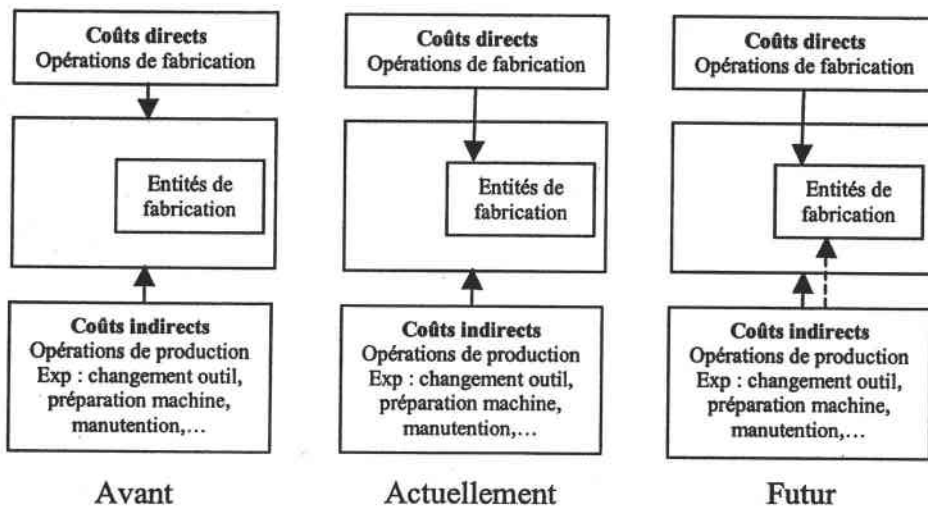 Coûts directs
Opérations de fabrication
Entités de
fabrication
Coûts indirects
Opérations de production
Exp : changement outil,
préparation machine,
manutention,...
Avant
Coûts directs
Opérations de fabrication
Entités de
fabrication
Coûts indirects
Opérations de production
Exp : changement outil,
préparation machine,
manutention,...
Actuellement
Coûts directs
Opérations de fabrication
Entités de
fabrication
Coûts indirects
Opérations de production
Exp : changement outil,
préparation machine,
manutention,...
Futur